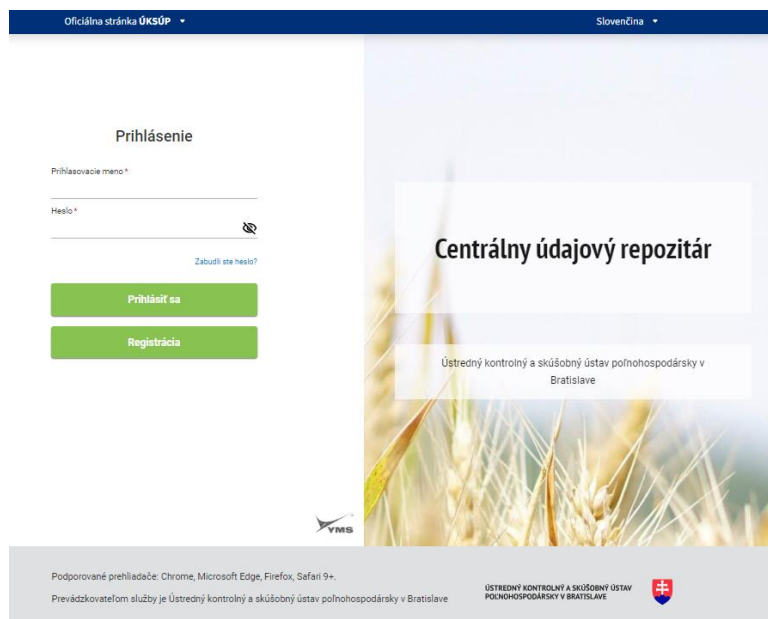 Oficiálna stránka ÚKSÚP
Slovenčina
Prihlásenie
Prihlasovacie meno *
Heslo *
Zabudli ste heslo?
Prihlásiť sa
Registrácia
Centrálny údajový repozitár
Ústredný kontrolný a skúšobný ústav poľnohospodársky v
Bratislave
YMS
Podporované prehliadače: Chrome, Microsoft Edge, Firefox, Safari 9+.
Prevádzkovateľom služby je Ústredný kontrolný a skúšobný ústav poľnohospodársky v Bratislave
ÚSTREDNÝ KONTROLNÝ A SKÚŠOBNÝ ÚSTAV
POĽNOHOSPODÁRSKY V BRATISLAVE